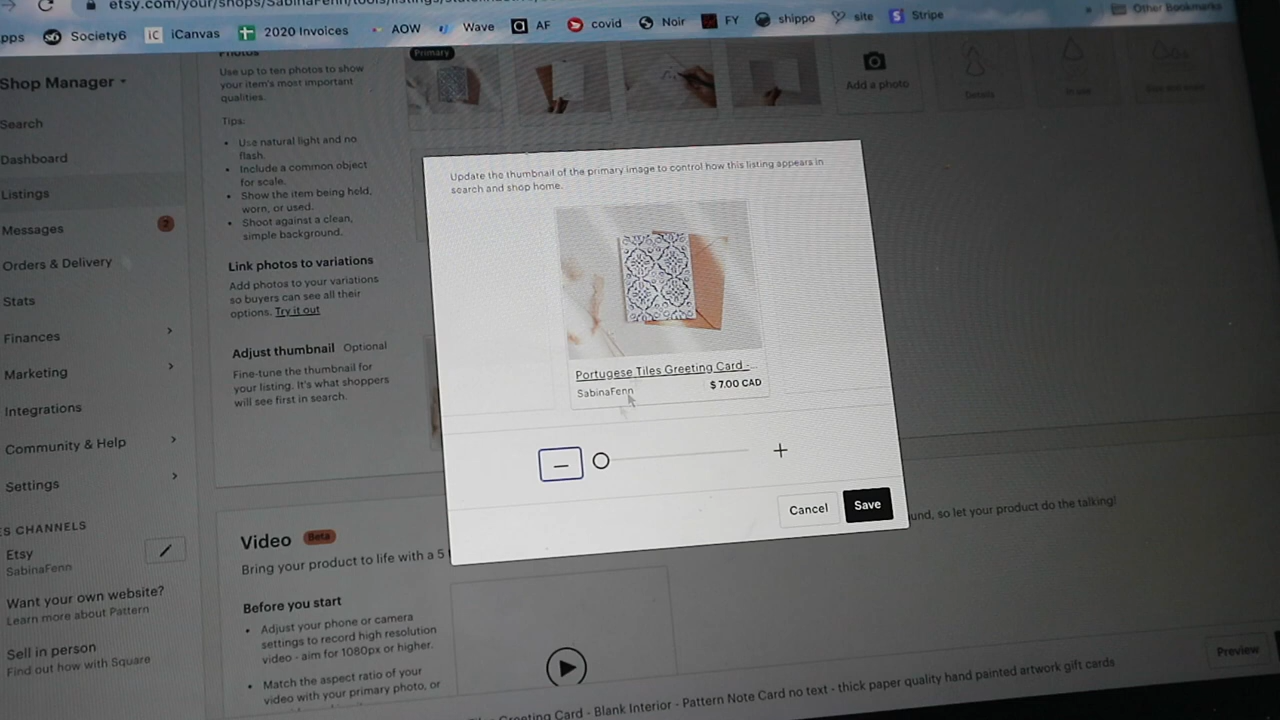 etsy.com/your/shops/SabinaFenn/tools/listings/
Other Bookmarks
pps
Society6
iCanvas
2020 Invoices
AOW
Wave
AF
covid
Noir
FY
shippo
site
Stripe
Shop Manager
Search
Dashboard
Listings
Messages
2
Orders & Delivery
Stats
Finances
Marketing
Integrations
Community & Help
Settings
ES CHANNELS
Etsy
SabinaFenn
Want your own website?
Learn more about Pattern
Sell in person
Find out how with Square
Photos
Use up to ten photos to show
your item's most important
qualities.
Tips:
• Use natural light and no
flash.
• Include a common object
for scale.
• Show the item being held,
worn, or used.
• Shoot against a clean,
simple background.
Link photos to variations
Add photos to your variations
so buyers can see all their
options. Try it out
Adjust thumbnail Optional
Fine-tune the thumbnail for
your listing. It's what shoppers
will see first in search.
Primary
Add a photo
Details
In use
Update the thumbnail of the primary image to control how this listing appears in
search and shop home.
Portugese Tiles Greeting Card -...
SabinaFenn
$ 7.00 CAD
Cancel
Save
Video Beta
Bring your product to life with a 5
und, so let your product do the talking!
Before you start
• Adjust your phone or camera
settings to record high resolution
video - aim for 1080px or higher.
• Match the aspect ratio of your
video with your primary photo, or
Preview
Greeting Card - Blank Interior - Pattern Note Card no text - thick paper quality hand painted artwork gift cards